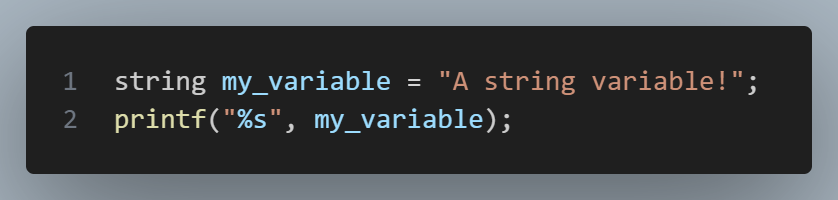 1 string my_variable = "A string variable!";
2 printf("%s", my_variable);